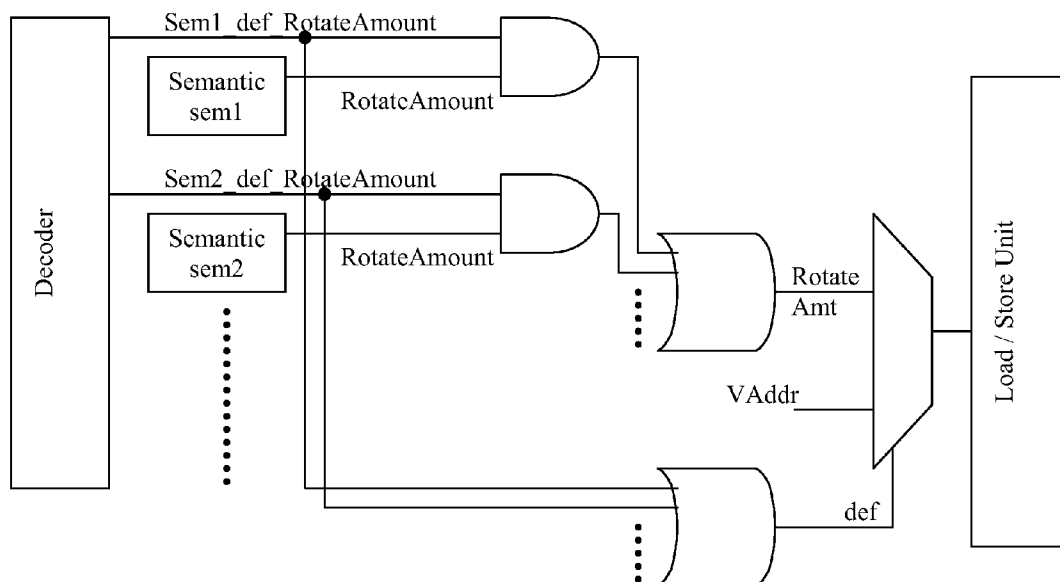 Sem1_def_RotateAmount
Semantic
sem1
RotateAmount
Sem2_def_RotateAmount
Semantic
sem2
RotateAmount
Decoder
Rotate
Amt
VAddr
def
Load / Store Unit